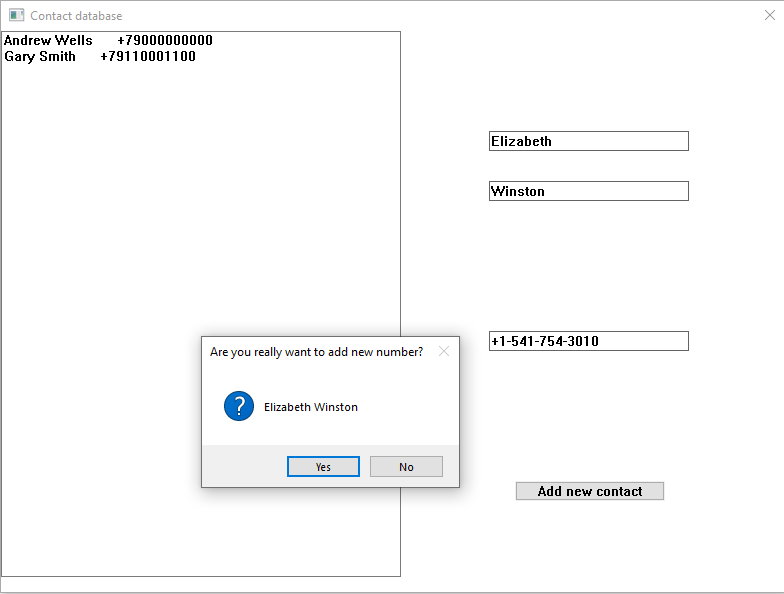 Contact database
Andrew Wells +79000000000
Gary Smith +79110001100
Elizabeth
Winston
+1-541-754-3010
Are you really want to add new number?
?
Elizabeth Winston
Yes No
Add new contact